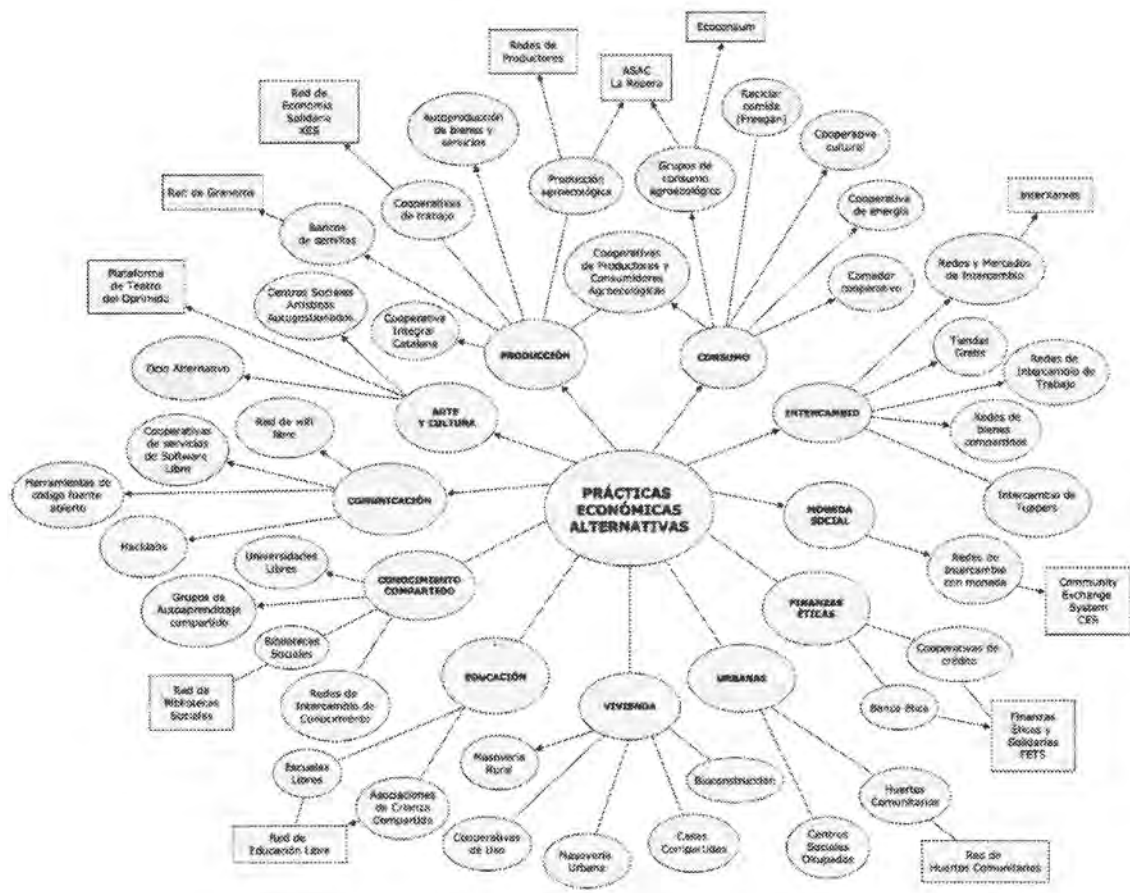 Ecoconsum
Redes de
Productores
ASAC
La Repera
Red de
Economía
Solidaria
XES
Autoproducción
de bienes y
servicios
Reciclar
comida
(Freegan)
Cooperativa
cultural
Producción
agroecológica
Grupos de
consumo
agroecológico
Cooperativas
de trabajo
Cooperativa
de energía
Interxarxes
Red de Graneros
Bancos
de semillas
Cooperativas
de Productores y
Consumidores
Agroecológicos
Redes y Mercados
de Intercambio
Plataforma
de Teatro
del Oprimido
Centros Sociales
Artísticos
Autogestionados
Comedor
cooperativo
Cooperativa
Integral
Catalana
PRODUCCIÓN
CONSUMO
Tiendas
Gratis
Redes de
Intercambio de
Trabajo
Ocio Alternativo
ARTE
Y CULTURA
INTERCAMBIO
Redes de
bienes
compartidos
Red de wifi
libre
Cooperativas
de servicios
de Software
Libre
Herramientas de
código fuente
abierto
COMUNICACIÓN
PRÁCTICAS
ECONÓMICAS
ALTERNATIVAS
Intercambio de
Tuppers
MONEDA
SOCIAL
Hacklabs
Universidades
Libres
CONOCIMIENTO
COMPARTIDO
Redes de
Intercambio
con moneda
Community
Exchange
System
CES
Grupos de
Autoaprendizaje
compartido
FINANZAS
ÉTICAS
Bibliotecas
Sociales
Cooperativas de
crédito
Red de
Bibliotecas
Sociales
Redes de
Intercambio de
Conocimiento
EDUCACIÓN
VIVIENDA
URBANAS
Banca ética
Finanzas
Éticas y
Solidarias
FETS
Escuelas
Libres
Masovería
Rural
Bioconstrucción
Huertos
Comunitarios
Asociaciones
de Crianza
Compartida
Red de
Educación Libre
Cooperativas
de Uso
Masovería
Urbana
Casas
Compartidas
Centros
Sociales
Okupados
Red de
Huertos Comunitarios